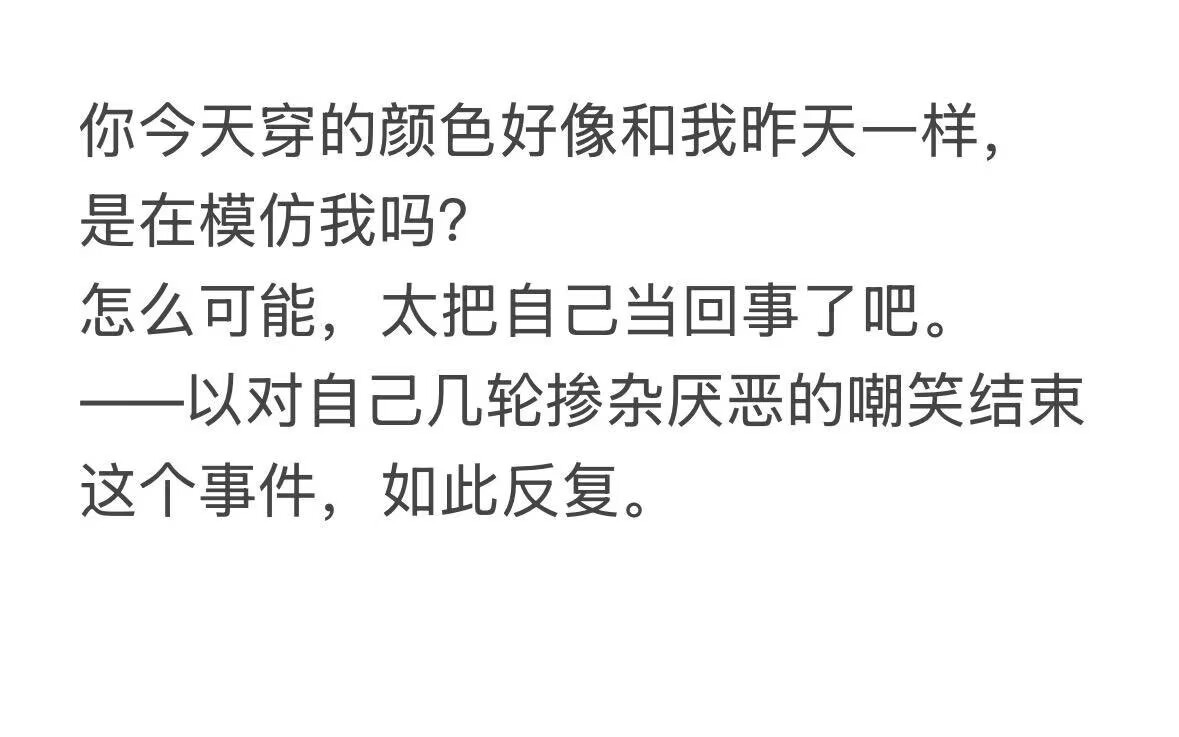 你今天穿的颜色好像和我昨天一样，
是在模仿我吗？
怎么可能，太把自己当回事了吧。
——以对自己几轮掺杂厌恶的嘲笑结束
这个事件，如此反复。